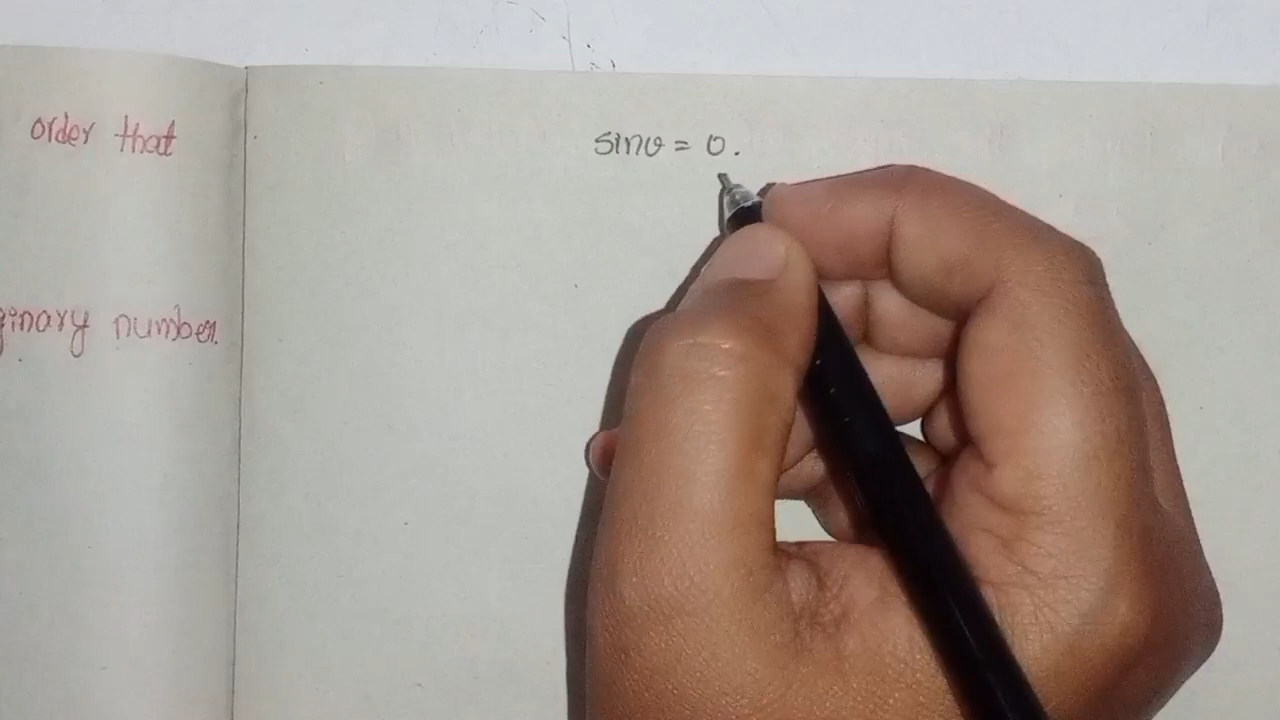 order that
ginary number.
sinθ = 0.